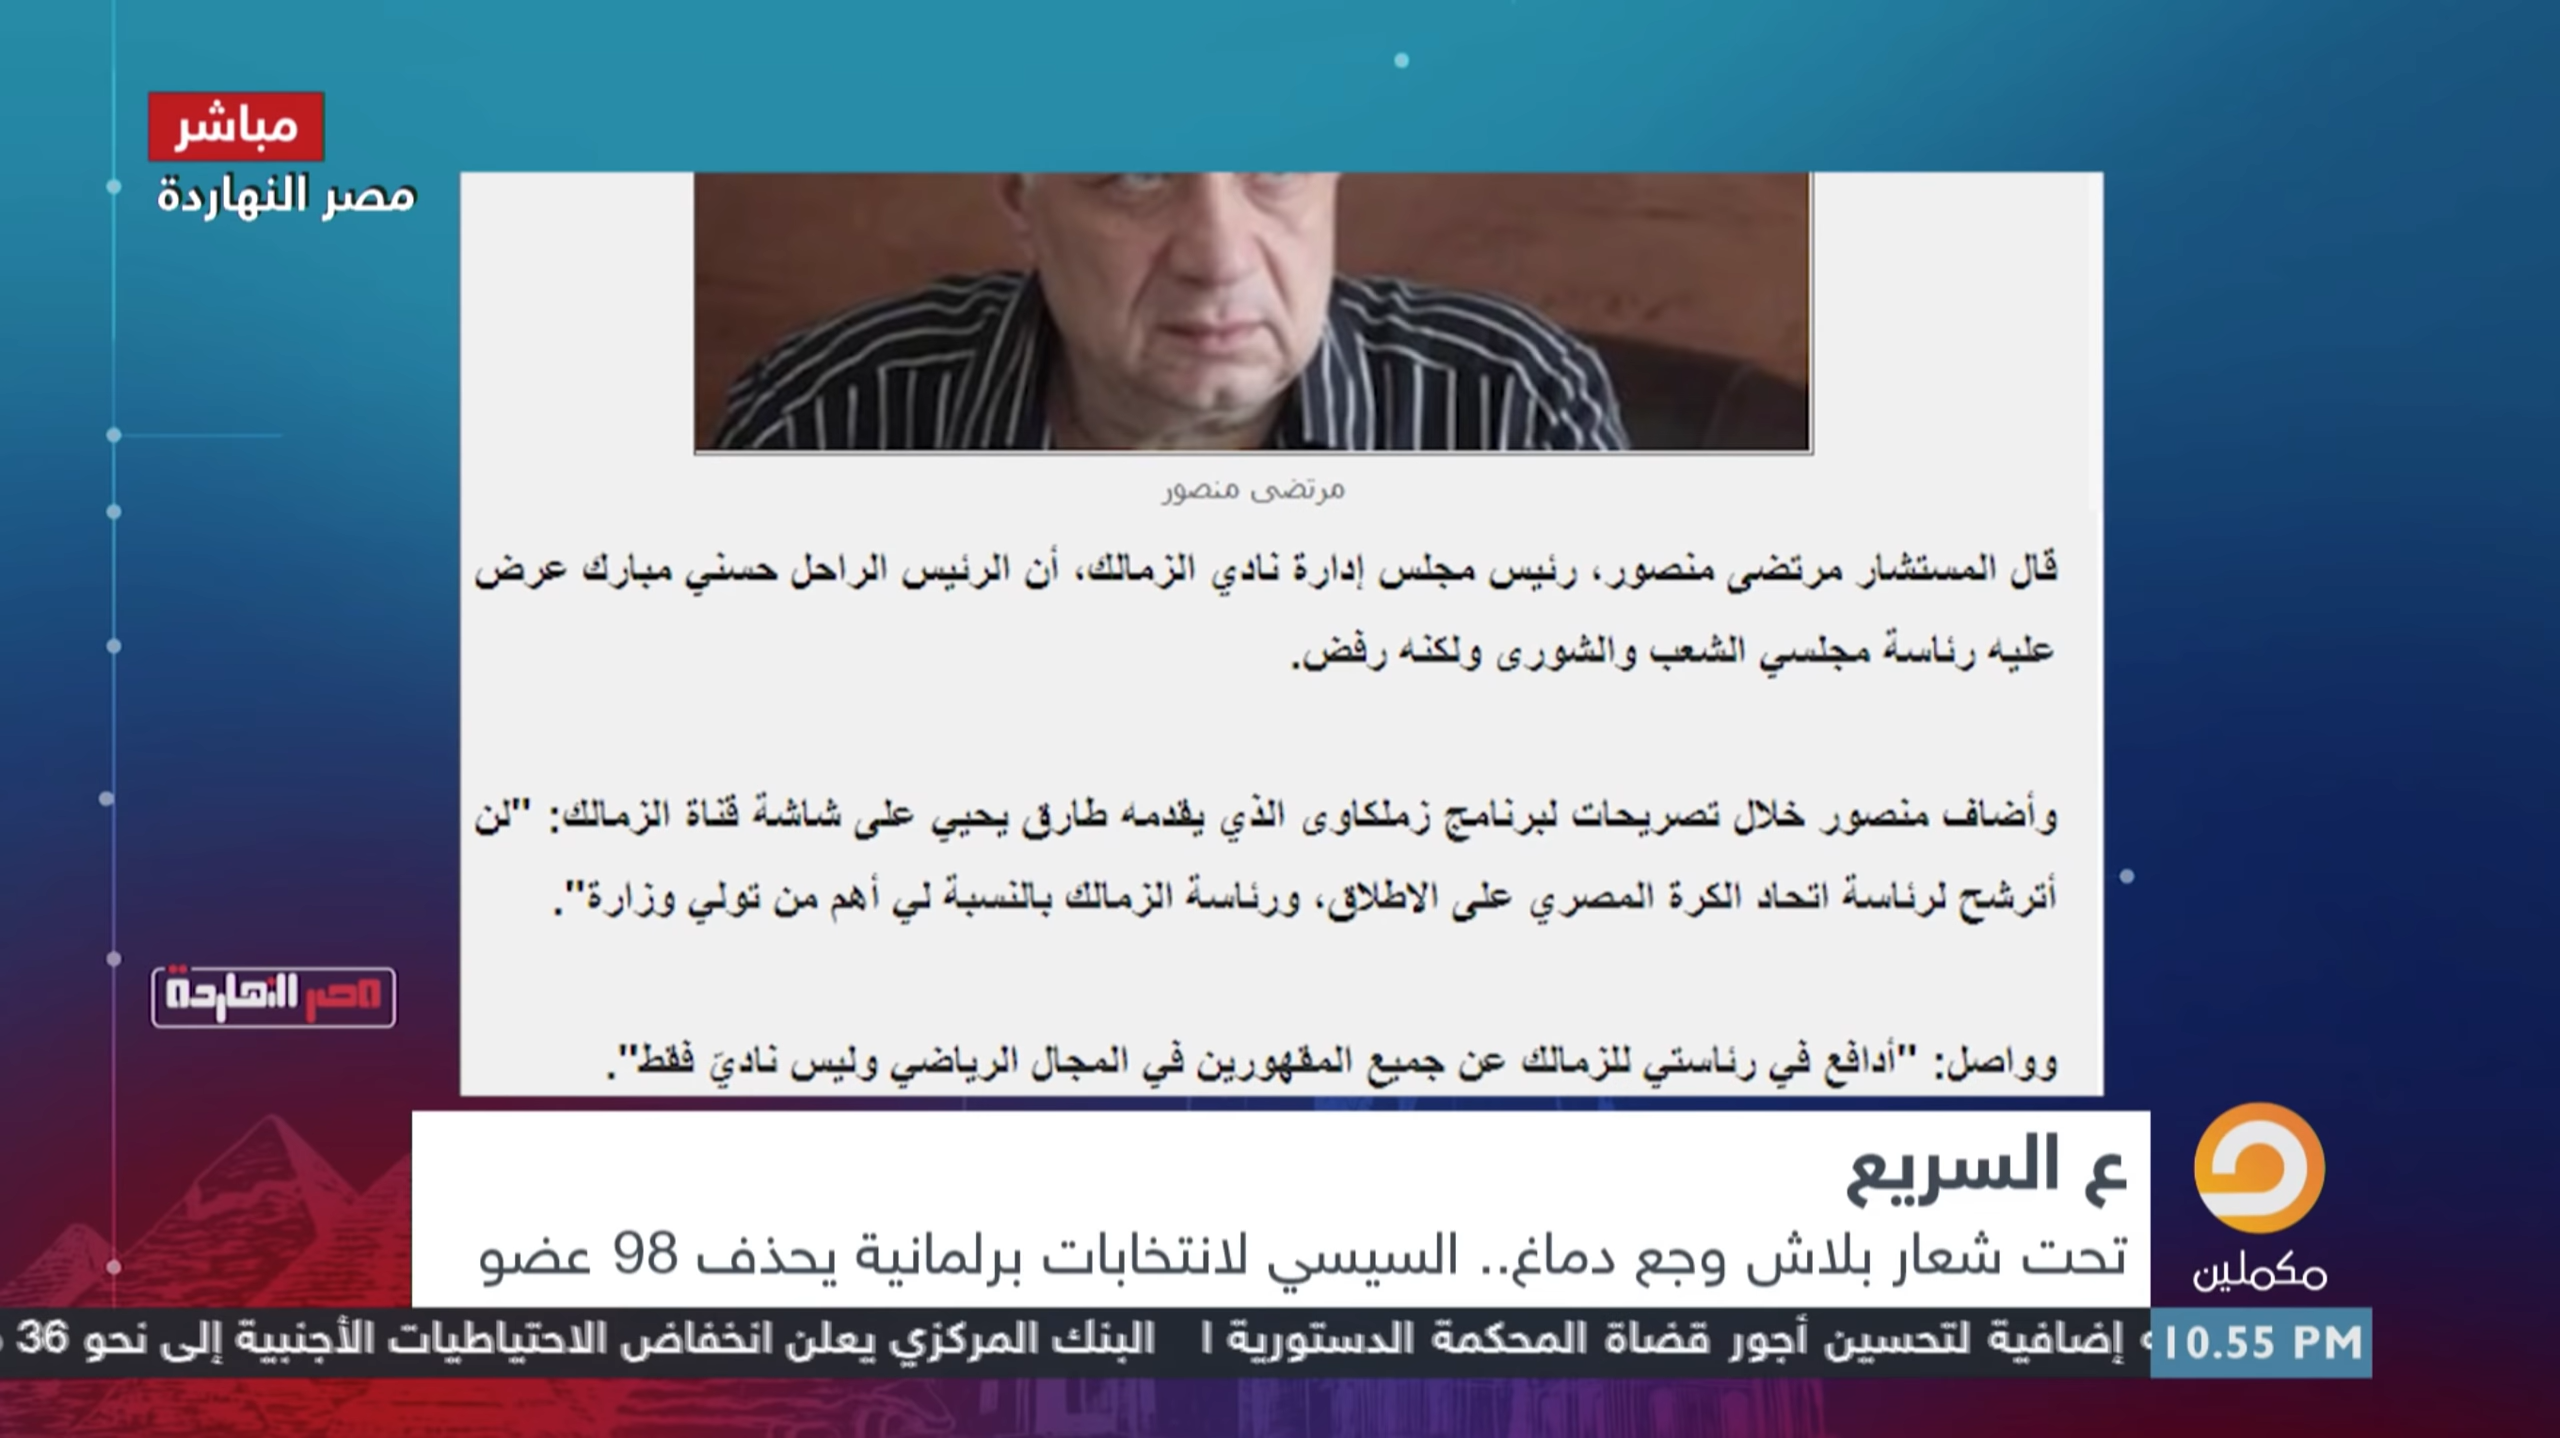 مباشر
مصر النهاردة
مرتضى منصور
قال المستشار مرتضى منصور، رئيس مجلس إدارة نادي الزمالك، أن الرئيس الراحل حسني مبارك عرض
عليه رئاسة مجلسي الشعب والشورى ولكنه رفض.
وأضاف منصور خلال تصريحات لبرنامج زملكاوى الذي يقدمه طارق يحيي على شاشة قناة الزمالك: "لن
أترشح لرئاسة اتحاد الكرة المصري على الاطلاق، ورئاسة الزمالك بالنسبة لي أهم من تولي وزارة".
وواصل: "أدافع في رئاستي للزمالك عن جميع المقهورين في المجال الرياضي وليس ناديّ فقط".
مصر النهاردة
ع السريع
تحت شعار بلاش وجع دماغ.. السيسي لانتخابات برلمانية يحذف 98 عضو
مكملين
إضافية لتحسين أجور قضاة المحكمة الدستورية ا البنك المركزي يعلن انخفاض الاحتياطيات الأجنبية إلى نحو 36
10.55 PM